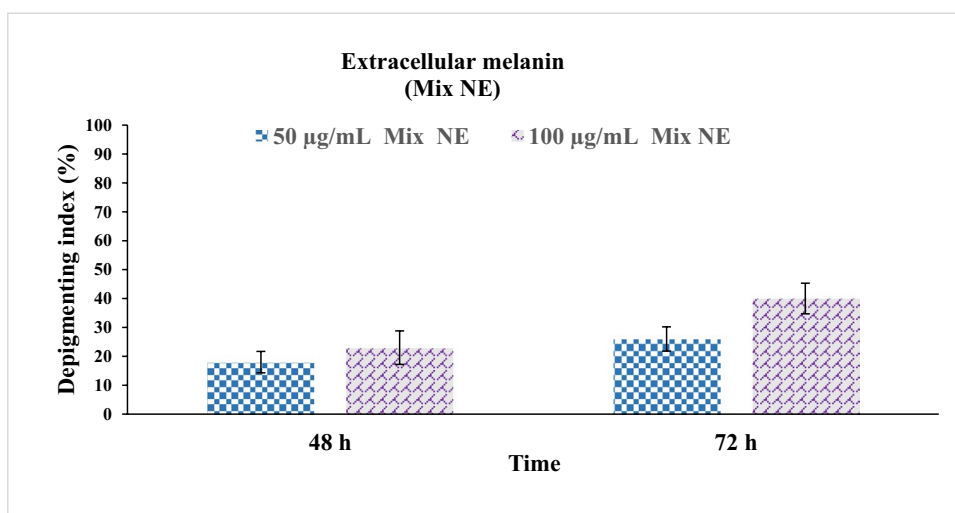 Extracellular melanin
(Mix NE)
50 µg/mL Mix NE
100 µg/mL Mix NE
Depigmenting index (%)
100
90
80
70
60
50
40
30
20
10
0
48 h
72 h
Time